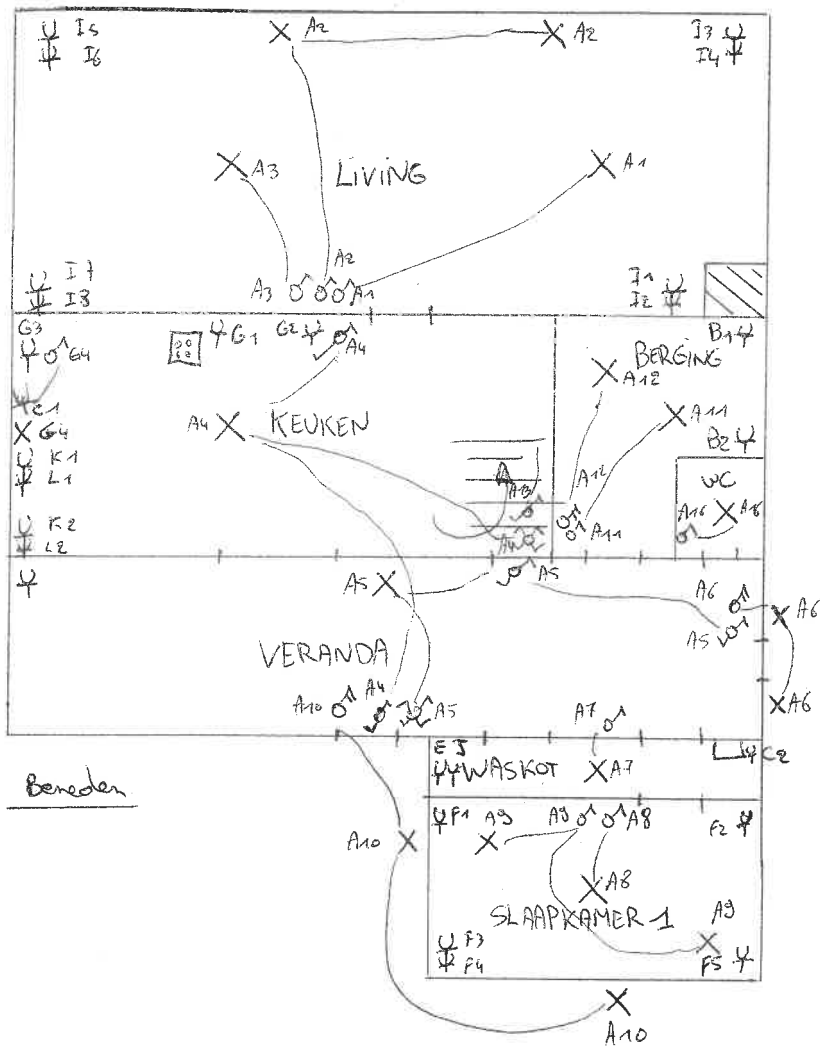 I5
I6
A2
A2
I3
I4
A3
LIVING
A1
I7
I8
A3
A2
A1
I1
I2
G3
G4
G1
G2
A4
B1
BERGING
A12
A11
G4
A4
KEUKEN
B2
K1
L1
A13
A12
WC
A16
A16
K2
L2
A4
A11
A5
A5
A6
A6
A5
VERANDA
A10
A4
A5
A7
A6
E J
WASKOT
A7
C2
Beneden
F1
A9
A9
A8
F2
A10
A8
SLAAPKAMER 1
A9
F3
F4
F5
A10